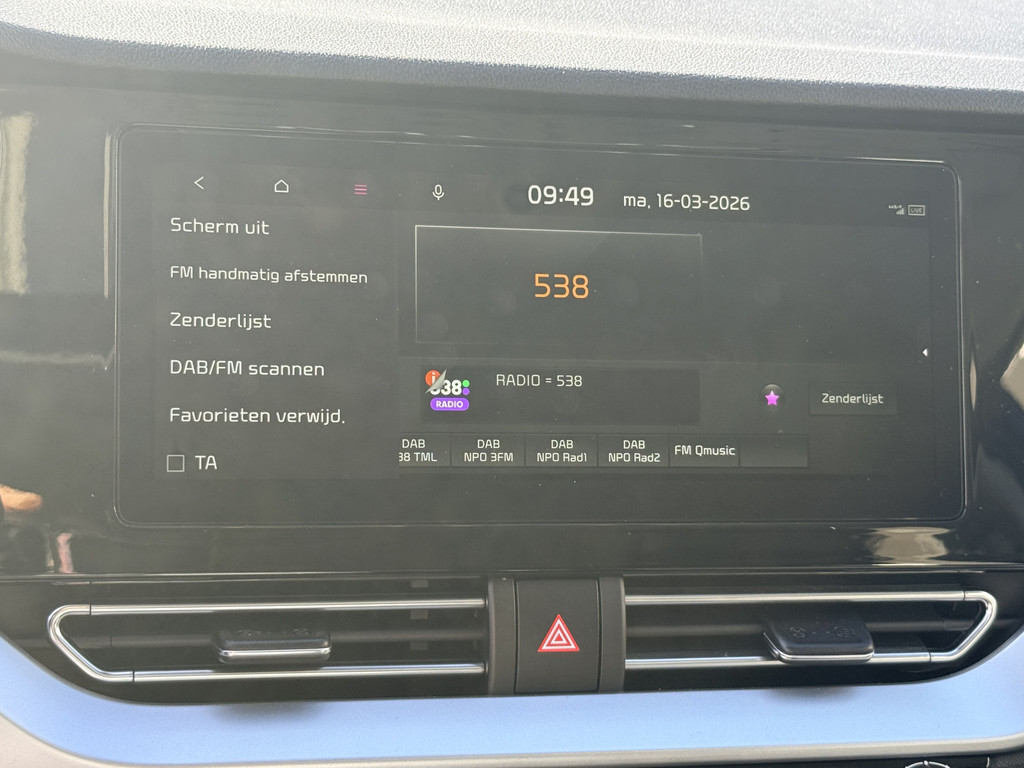 09:49 ma, 16-03-2026
LIVE
Scherm uit
FM handmatig afstemmen
Zenderlijst
DAB/FM scannen
Favorieten verwijd.
TA
538
538
RADIO
RADIO = 538
Zenderlijst
DAB
38 TML
DAB
NPO 3FM
DAB
NPO Rad1
DAB
NPO Rad2
FM Qmusic